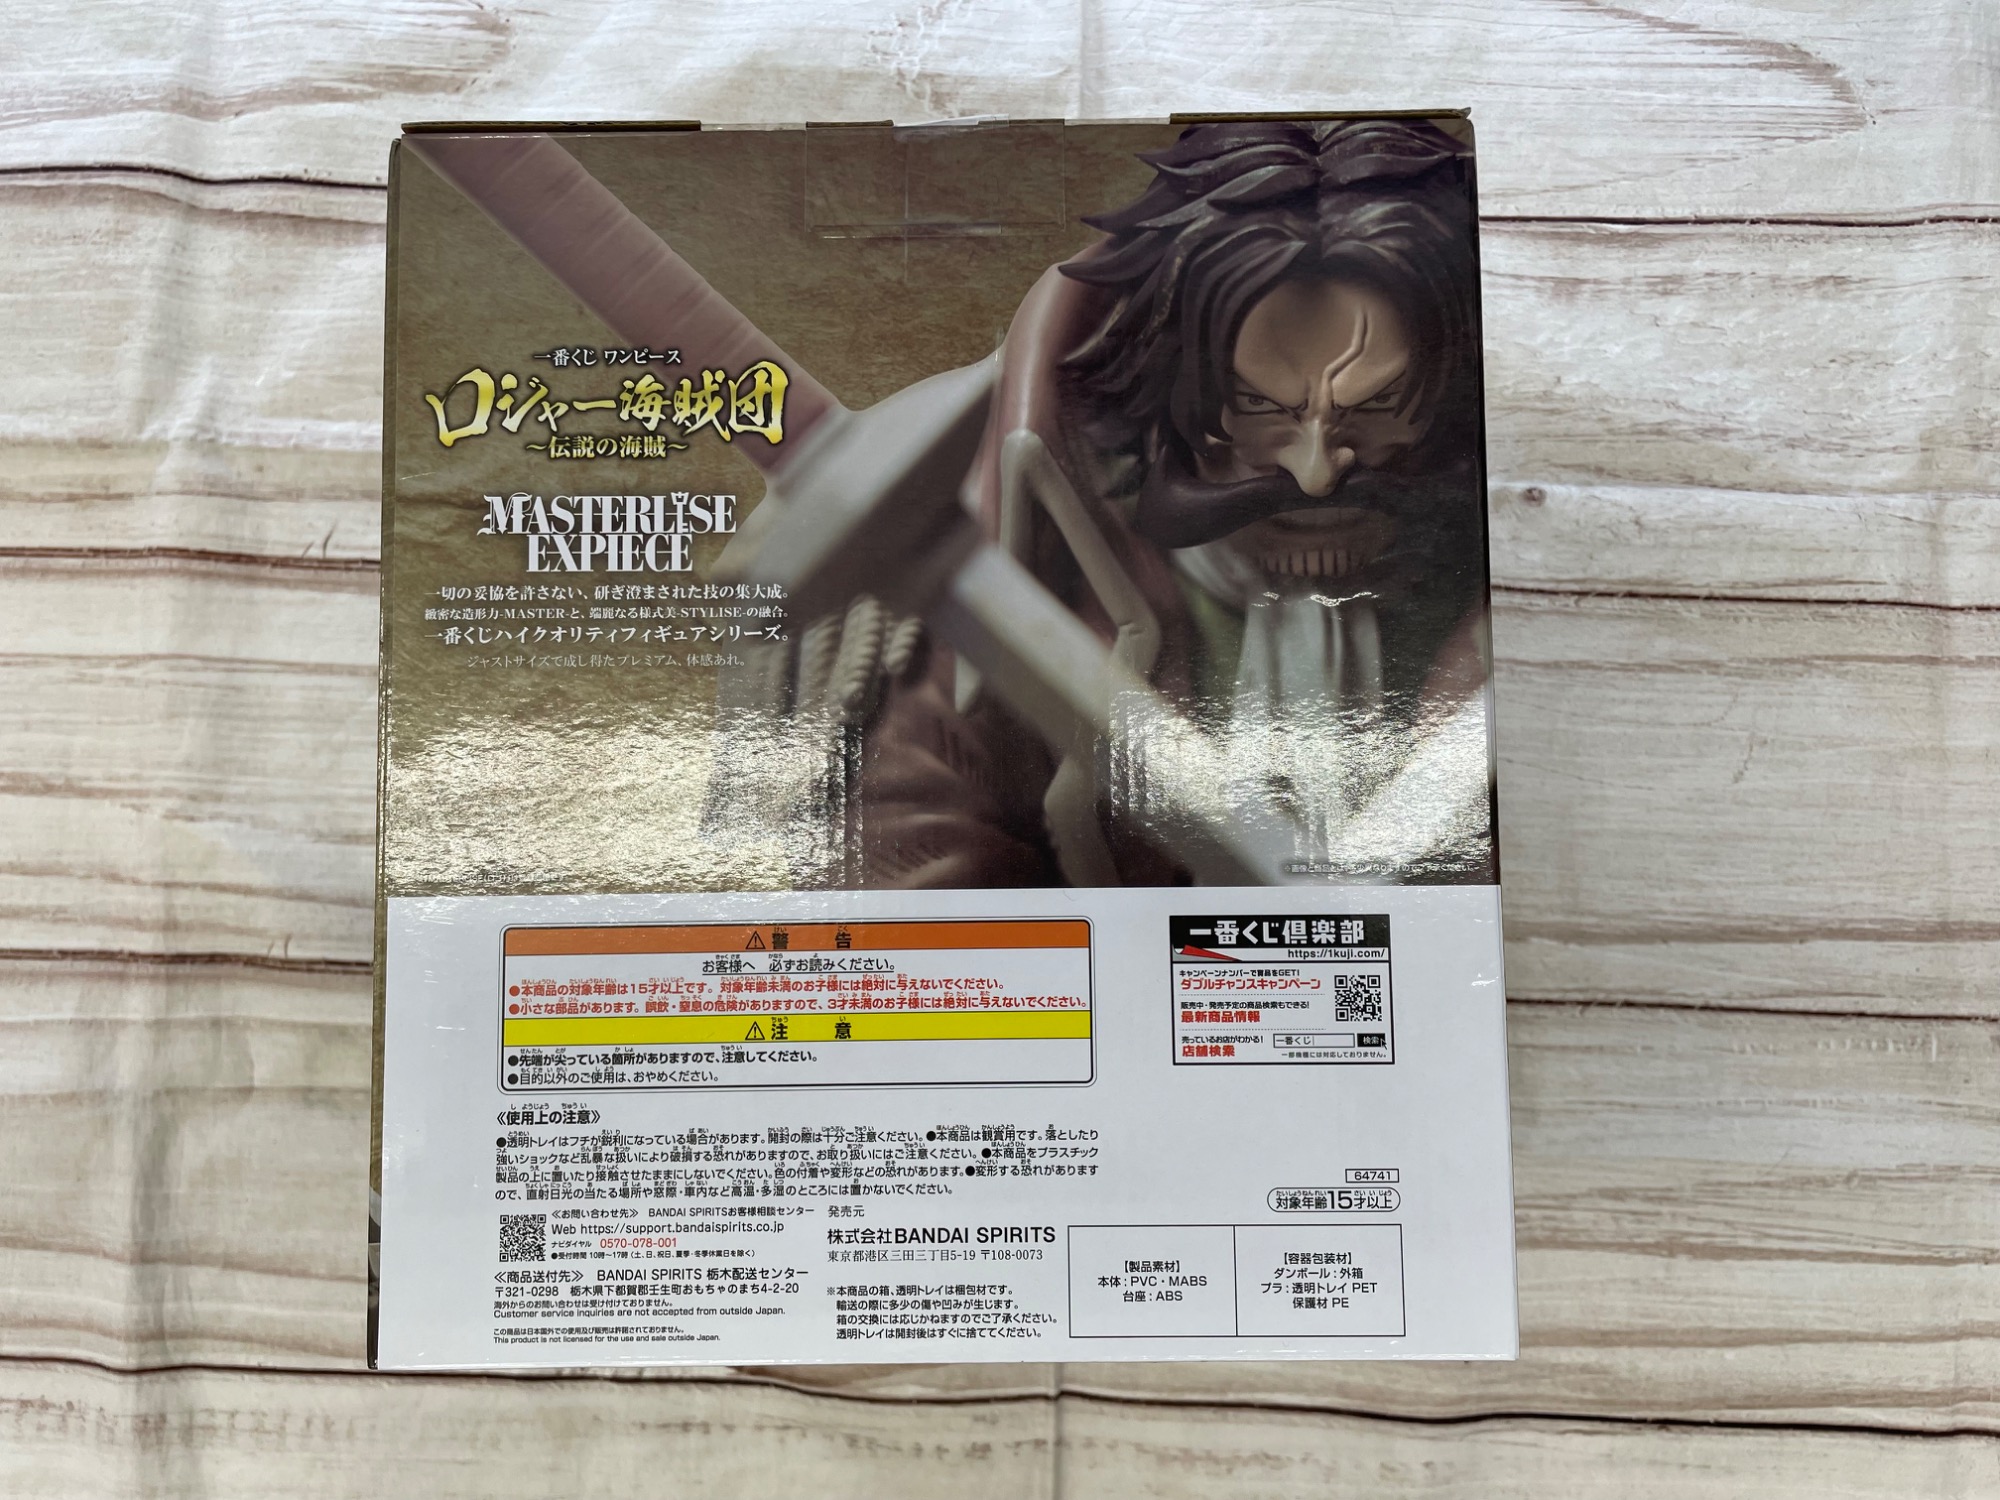 一番くじ ワンピース
ロジャー海賊団
～伝説の海賊～
MASTERLISE
EXPIECE
一切の妥協を許さない、研ぎ澄まされた技の集大成。
緻密な造形力-MASTER-と、端麗なる様式美-STYLISE-の融合。
一番くじハイクオリティフィギュアシリーズ。
ジャストサイズで成し得たプレミアム、体感あれ。
⚠警告
お客様へ 必ずお読みください。
●本商品の対象年齢は15才以上です。対象年齢未満のお子様には絶対に与えないでください。
●小さな部品があります。誤飲・窒息の危険がありますので、3才未満のお子様には絶対に与えないでください。
⚠注意
●先端が尖っている箇所がありますので、注意してください。
●目的以外のご使用は、おやめください。
一番くじ倶楽部
https://1kuji.com/
キャンペーンナンバーで賞品をGET!
ダブルチャンスキャンペーン
販売中・発売予定の商品検索もできる!
最新商品情報
売っているお店がわかる!
店舗検索
一番くじ 検索
一部機種には対応しておりません。
《使用上の注意》
●透明トレイはフチが鋭利になっている場合があります。開封の際は十分ご注意ください。●本商品は観賞用です。落としたり
強いショックなど乱暴な扱いにより破損する恐れがありますので、お取り扱いにはご注意ください。●本商品をプラスチック
製品の上に置いたり接触させたままにしないでください。色の付着や変形などの恐れがあります。●変形する恐れがあります
ので、直射日光の当たる場所や窓際・車内など高温・多湿のところには置かないでください。
64741
対象年齢15才以上
《お問い合わせ先》 BANDAI SPIRITSお客様相談センター
Web https://support.bandaispirits.co.jp
ナビダイヤル 0570-078-001
●受付時間 10時～17時(土、日、祝日、夏季・冬季休業日を除く)
《商品送付先》 BANDAI SPIRITS 栃木配送センター
〒321-0298 栃木県下都賀郡壬生町おもちゃのまち4-2-20
海外からのお問い合わせは受け付けておりません。
Customer service inquiries are not accepted from outside Japan.
この商品は日本国外での使用及び販売は許諾されておりません。
This product is not licensed for the use and sale outside Japan.
発売元
株式会社BANDAI SPIRITS
東京都港区三田三丁目5-19 〒108-0073
※本商品の箱、透明トレイは梱包材です。
輸送の際に多少の傷や凹みが生じます。
箱の交換には応じかねますのでご了承ください。
透明トレイは開封後はすぐに捨ててください。
【製品素材】
本体：PVC・MABS
台座：ABS
【容器包装材】
ダンボール：外箱
プラ：透明トレイ PET
保護材 PE